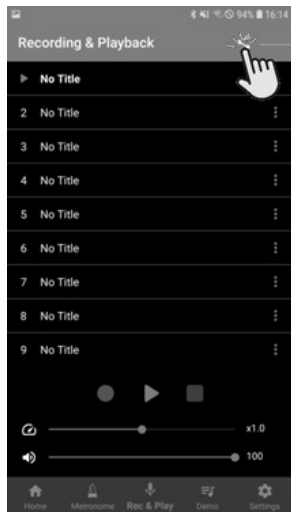 94% 16:14
Recording & Playback
No Title
2 No Title
3 No Title
4 No Title
5 No Title
6 No Title
7 No Title
8 No Title
9 No Title
x1.0
100
Home Metronome Rec & Play Demo Settings